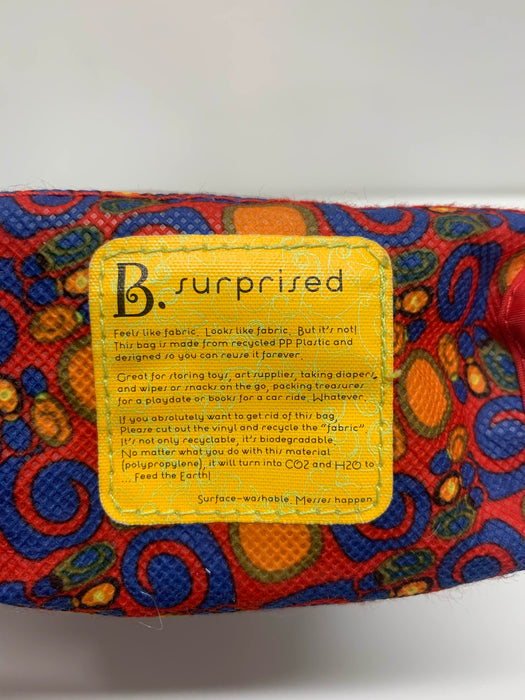 B. surprised
Feels like fabric. Looks like fabric. But it's not!
This bag is made from recycled PP Plastic and
designed so you can reuse it forever.
Great for storing toys, art supplies, taking diapers,
and wipes or snacks on the go, packing treasures
for a playdate or books for a car ride. Whatever.
If you absolutely want to get rid of this bag,
Please cut out the vinyl and recycle the "fabric".
It's not only recyclable, it's biodegradable.
No matter what you do with this material
(polypropylene), it will turn into CO2 and H2O to
... Feed the Earth!
Surface-washable. Messes happen.